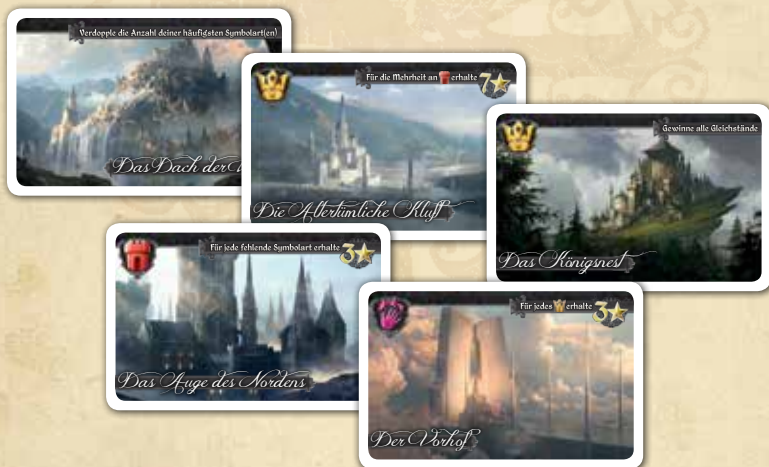 Verdopple die Anzahl deiner häufigsten Symbolart(en)
Das Dach der
Für die Mehrheit an erhalte 7
Die Altertümliche Kluft
Gewinne alle Gleichstände
Das Königsnest
Für jede fehlende Symbolart erhalte 3
Das Auge des Nordens
Für jedes erhalte 3
Der Vorhof